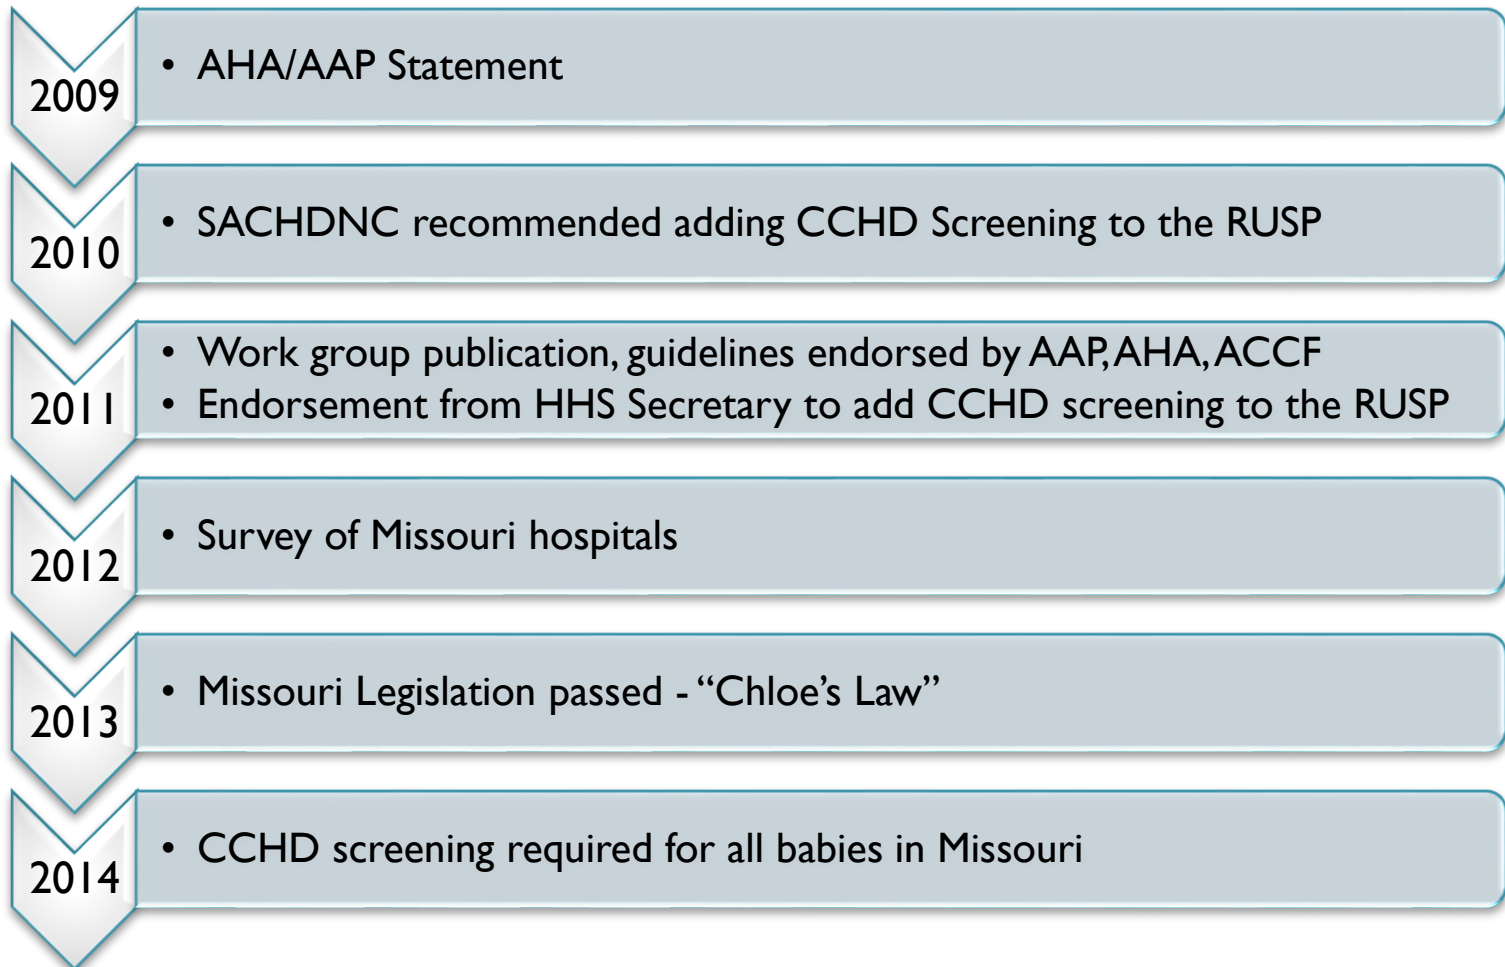 2009
• AHA/AAP Statement
2010
• SACHDNC recommended adding CCHD Screening to the RUSP
2011
• Work group publication, guidelines endorsed by AAP, AHA, ACCF
• Endorsement from HHS Secretary to add CCHD screening to the RUSP
2012
• Survey of Missouri hospitals
2013
• Missouri Legislation passed - “Chloe’s Law”
2014
• CCHD screening required for all babies in Missouri